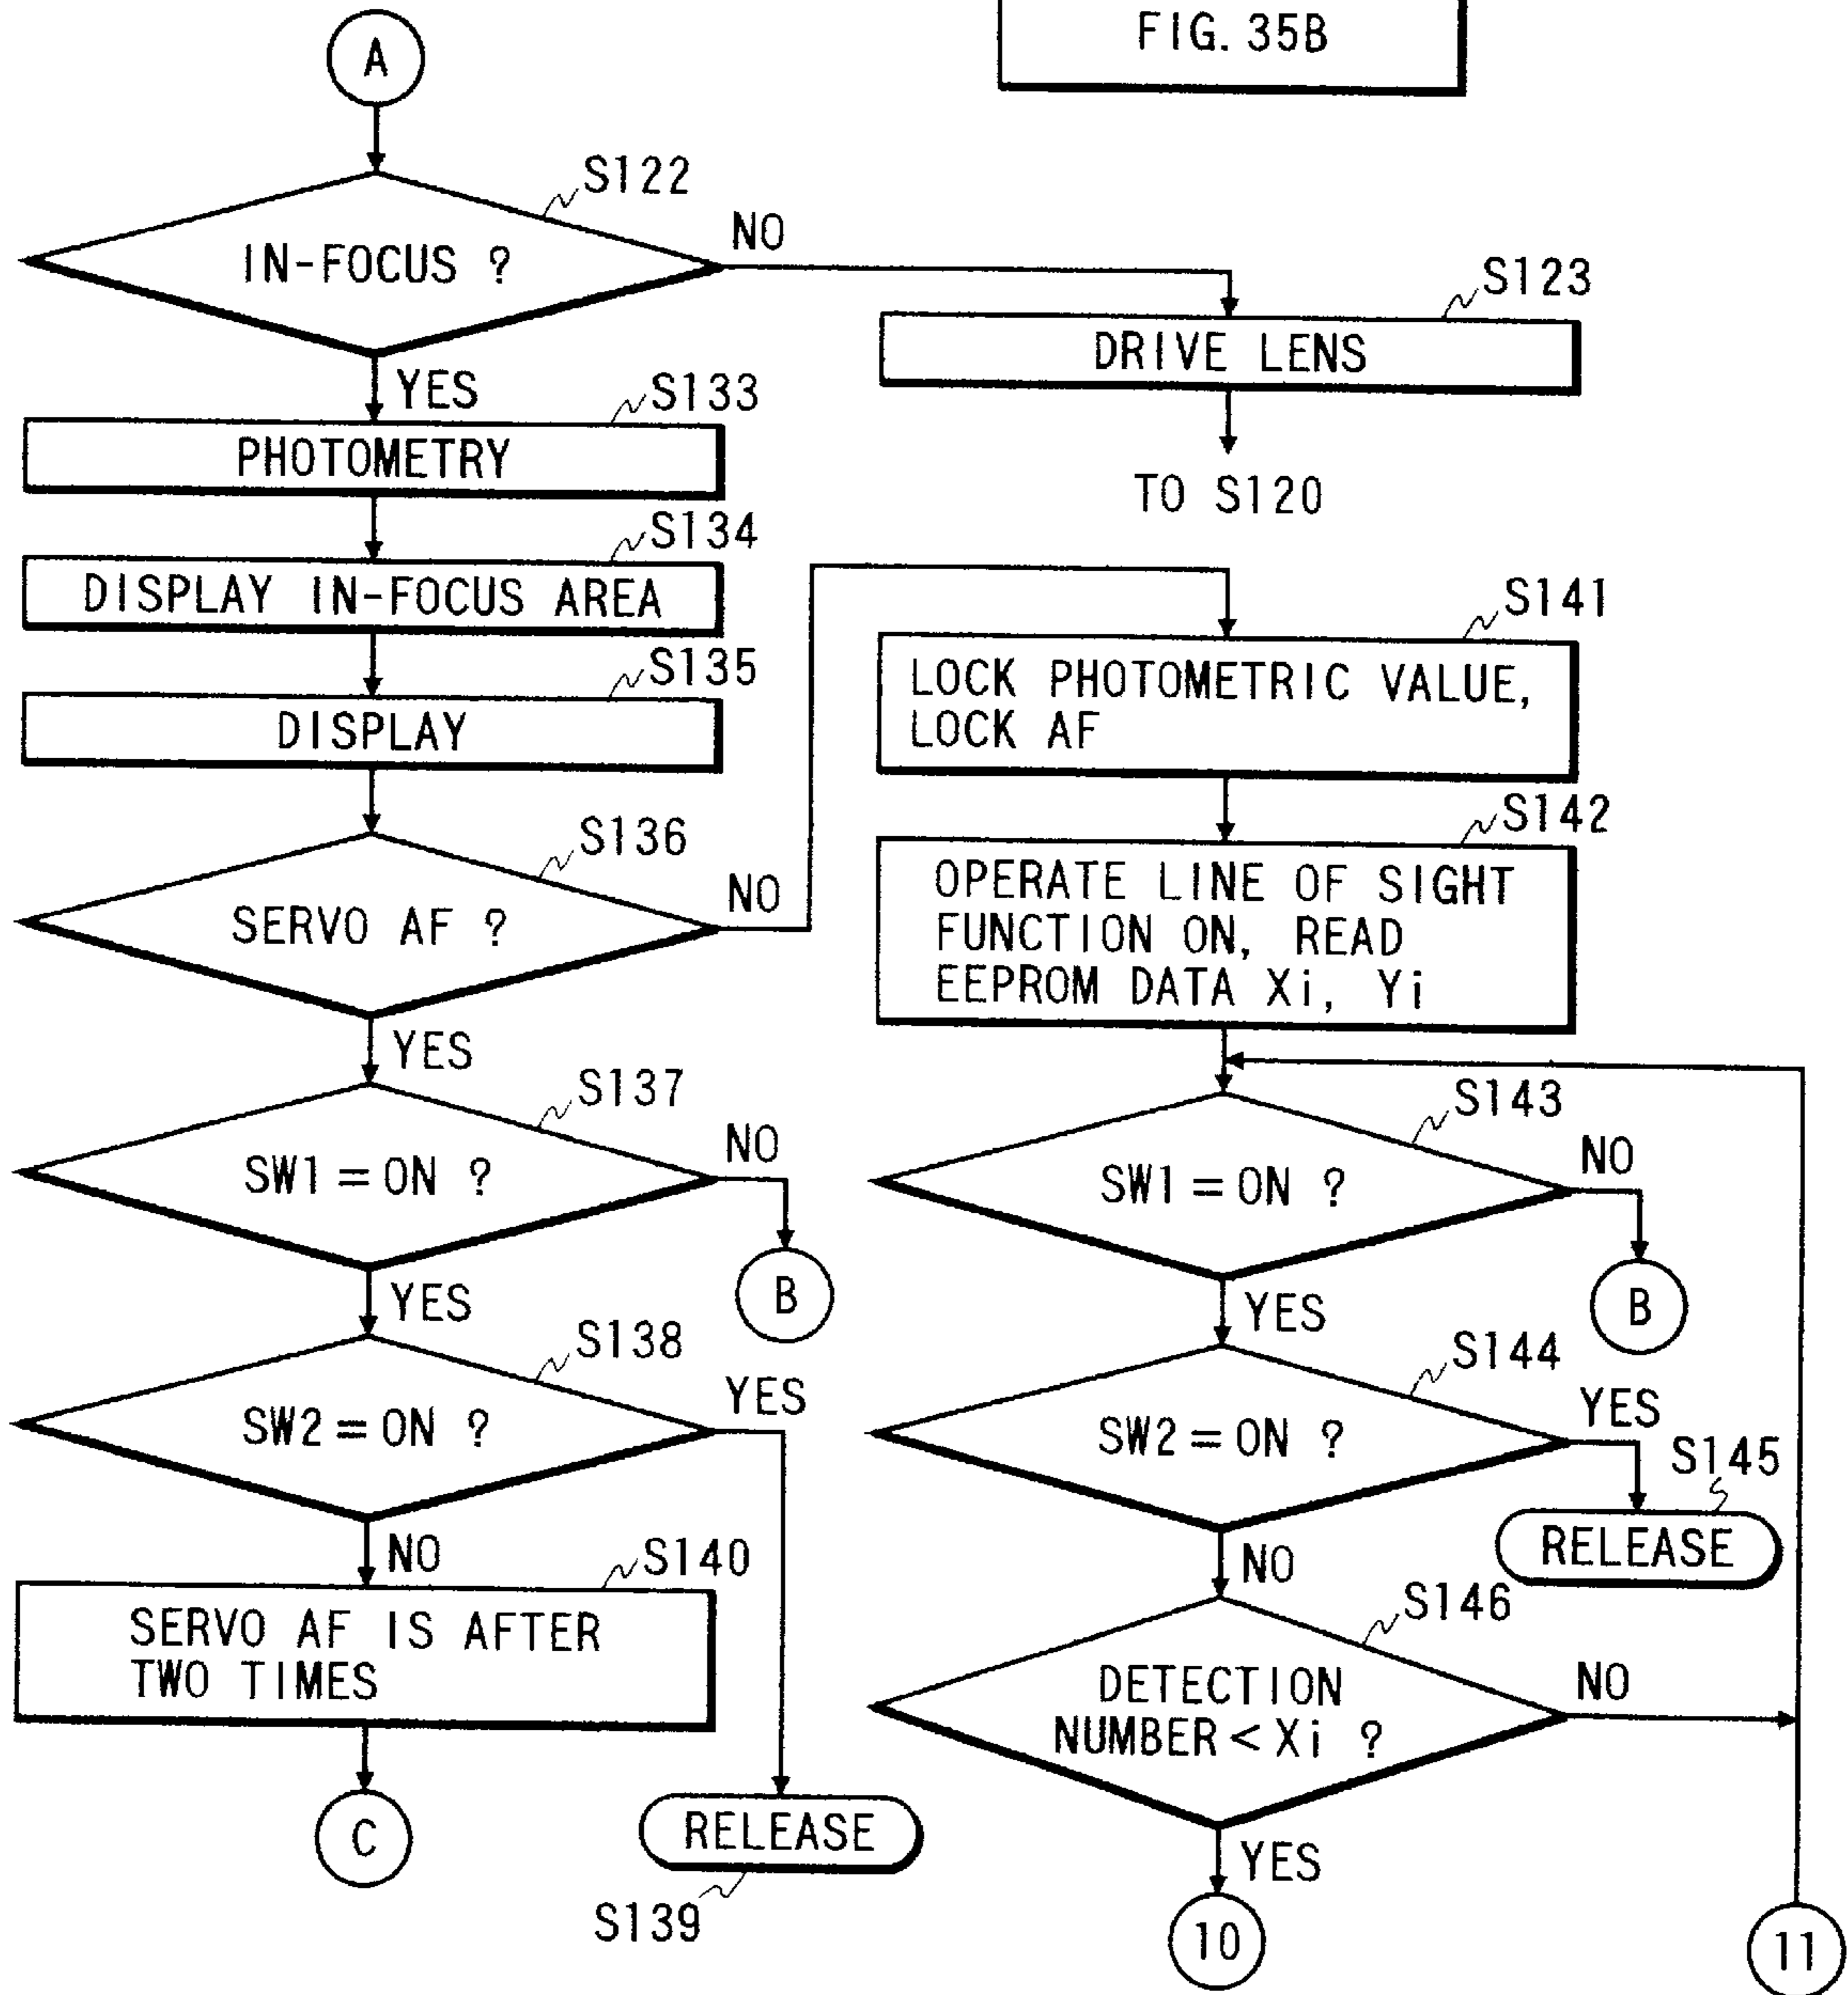 FIG. 35B
A
S122
IN-FOCUS ?
NO
S123
DRIVE LENS
TO S120
YES
S133
PHOTOMETRY
S134
DISPLAY IN-FOCUS AREA
S135
DISPLAY
S136
SERVO AF ?
NO
YES
S137
SW1 = ON ?
NO
B
YES
S138
SW2 = ON ?
YES
NO
S140
SERVO AF IS AFTER
TWO TIMES
C
RELEASE
S139
S141
LOCK PHOTOMETRIC VALUE,
LOCK AF
S142
OPERATE LINE OF SIGHT
FUNCTION ON, READ
EEPROM DATA Xi, Yi
S143
SW1 = ON ?
NO
B
YES
S144
SW2 = ON ?
YES
S145
RELEASE
NO
S146
DETECTION
NUMBER < Xi ?
NO
YES
10
11